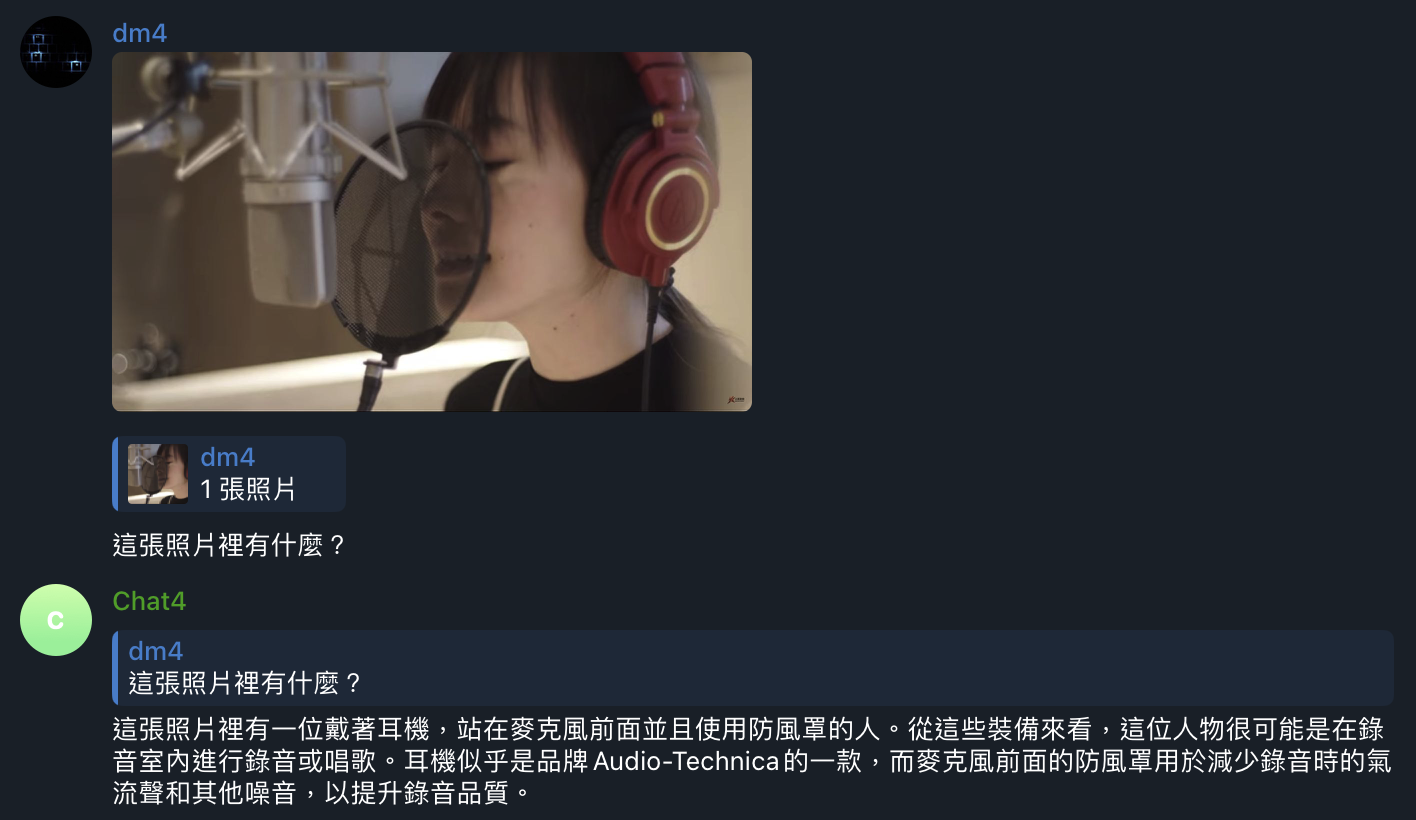 dm4
dm4
1 張照片
這張照片裡有什麼？
C
Chat4
dm4
這張照片裡有什麼？
這張照片裡有一位戴著耳機，站在麥克風前面並且使用防風罩的人。從這些裝備來看，這位人物很可能是在錄
音室內進行錄音或唱歌。耳機似乎是品牌 Audio-Technica 的一款，而麥克風前面的防風罩用於減少錄音時的氣
流聲和其他噪音，以提升錄音品質。